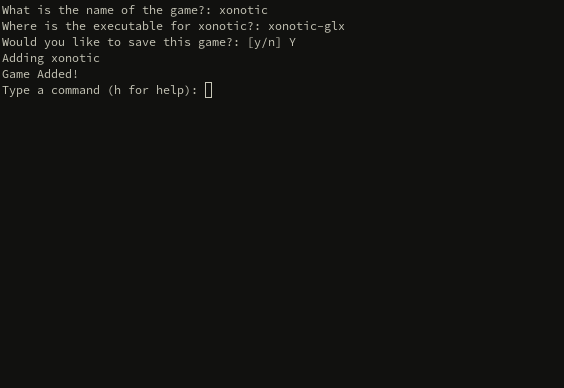 What is the name of the game?: xonotic
Where is the executable for xonotic?: xonotic-glx
Would you like to save this game?: [y/n] Y
Adding xonotic
Game Added!
Type a command (h for help):